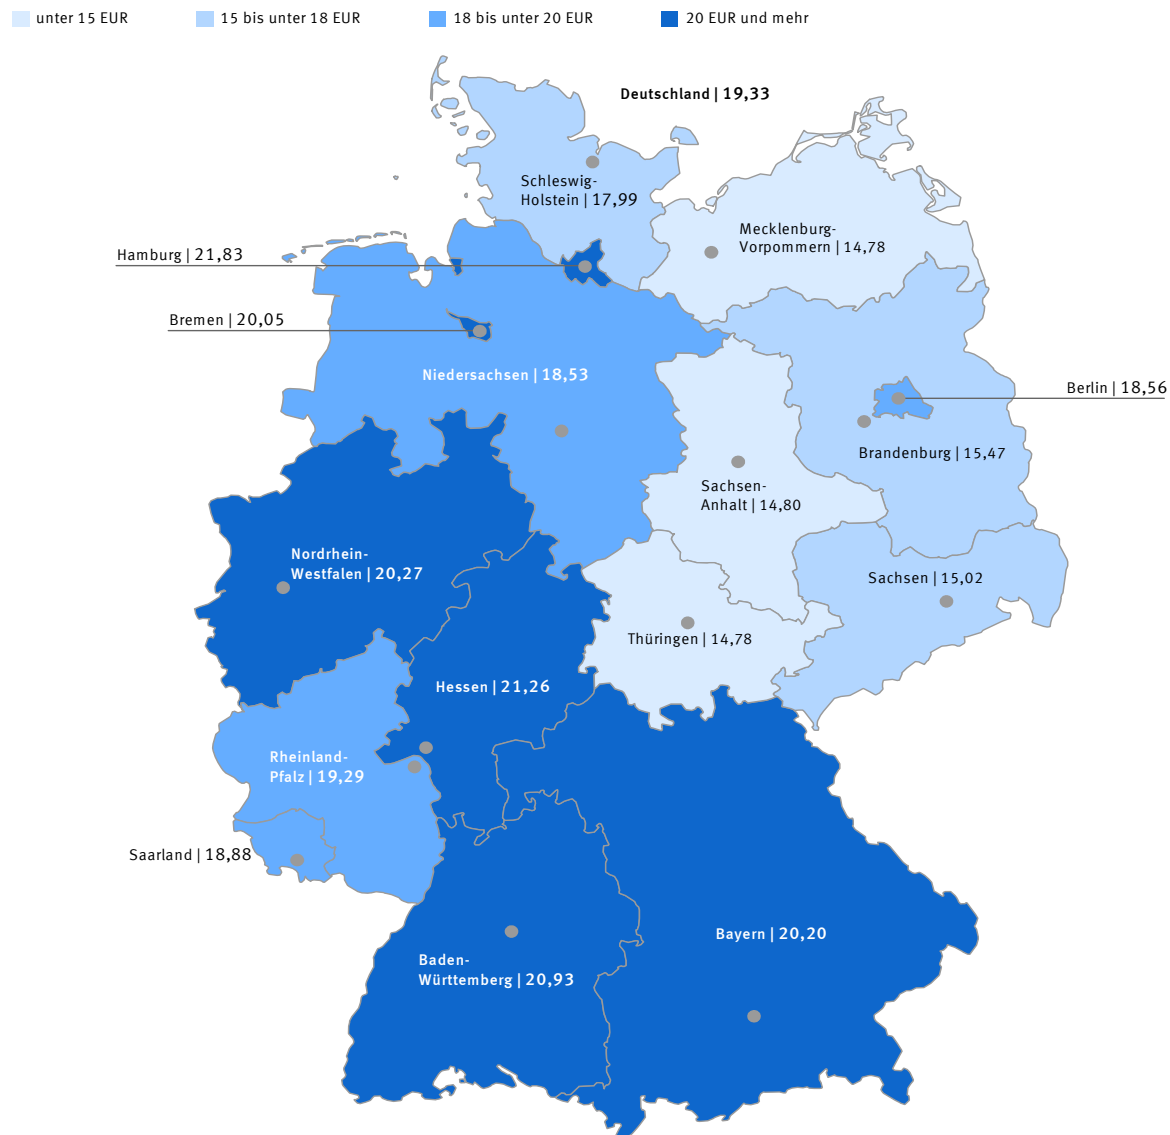 unter 15 EUR
15 bis unter 18 EUR
18 bis unter 20 EUR
20 EUR und mehr
Deutschland | 19,33
Schleswig-
Holstein | 17,99
Mecklenburg-
Vorpommern | 14,78
Hamburg | 21,83
Bremen | 20,05
Niedersachsen | 18,53
Berlin | 18,56
Brandenburg | 15,47
Sachsen-
Anhalt | 14,80
Nordrhein-
Westfalen | 20,27
Sachsen | 15,02
Thüringen | 14,78
Hessen | 21,26
Rheinland-
Pfalz | 19,29
Saarland | 18,88
Bayern | 20,20
Baden-
Württemberg | 20,93